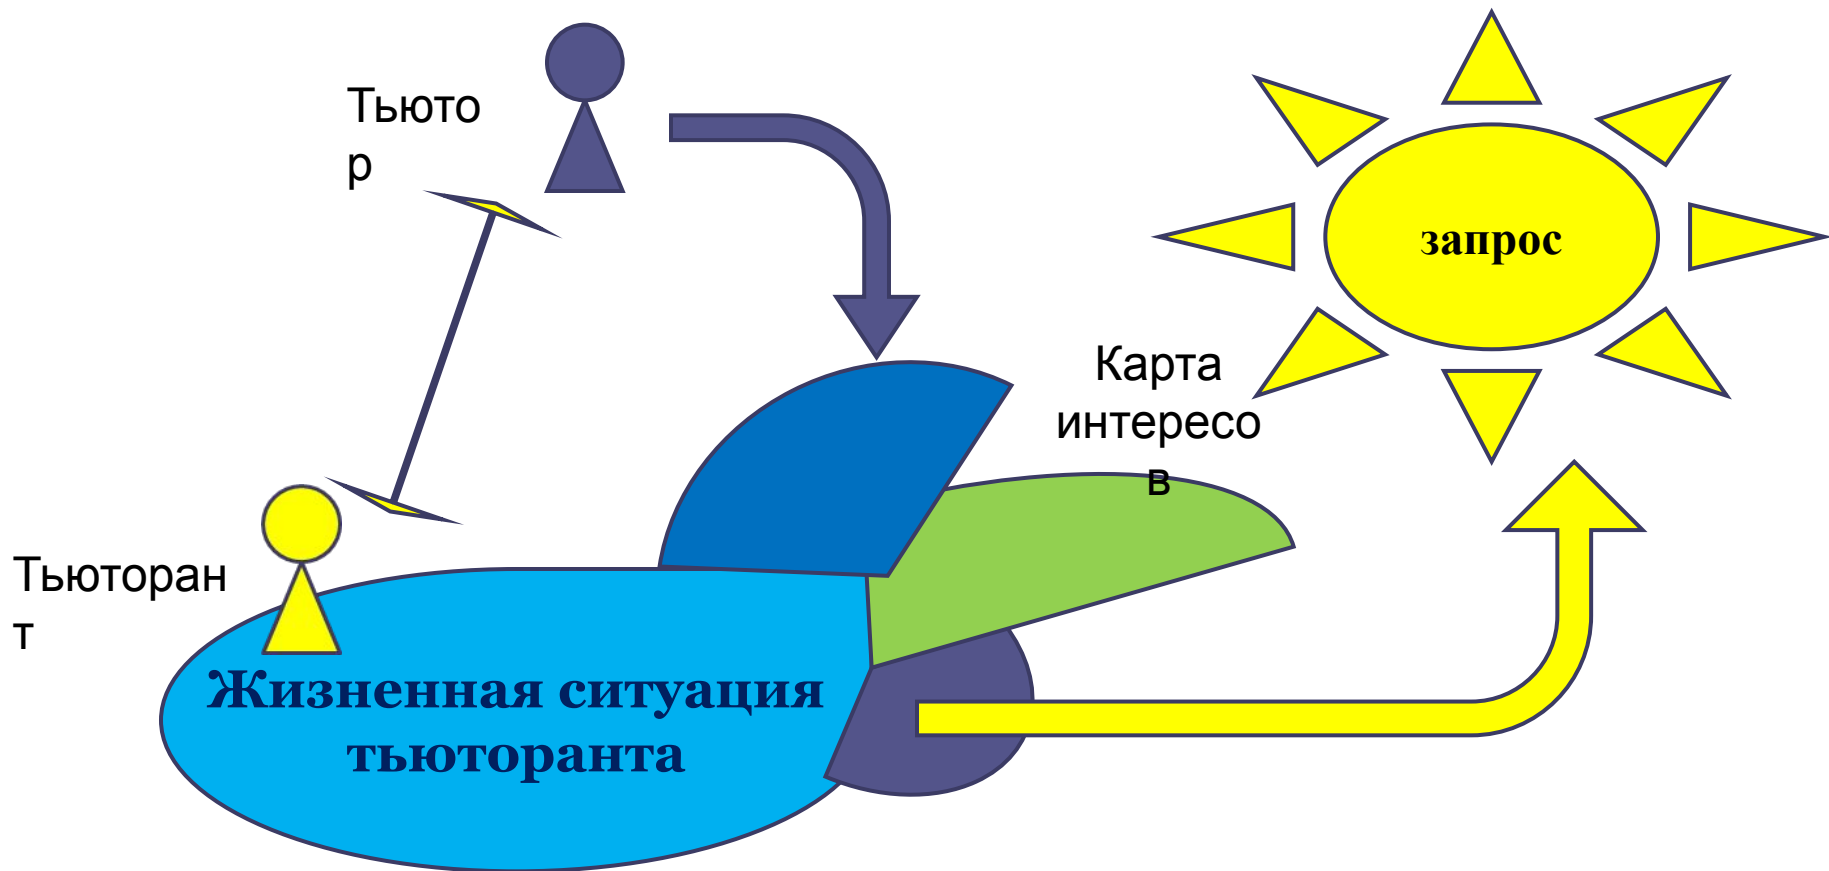 Тьюто
р
запрос
Карта
интересо
в
Тьюторан
т
Жизненная ситуация
тьюторанта